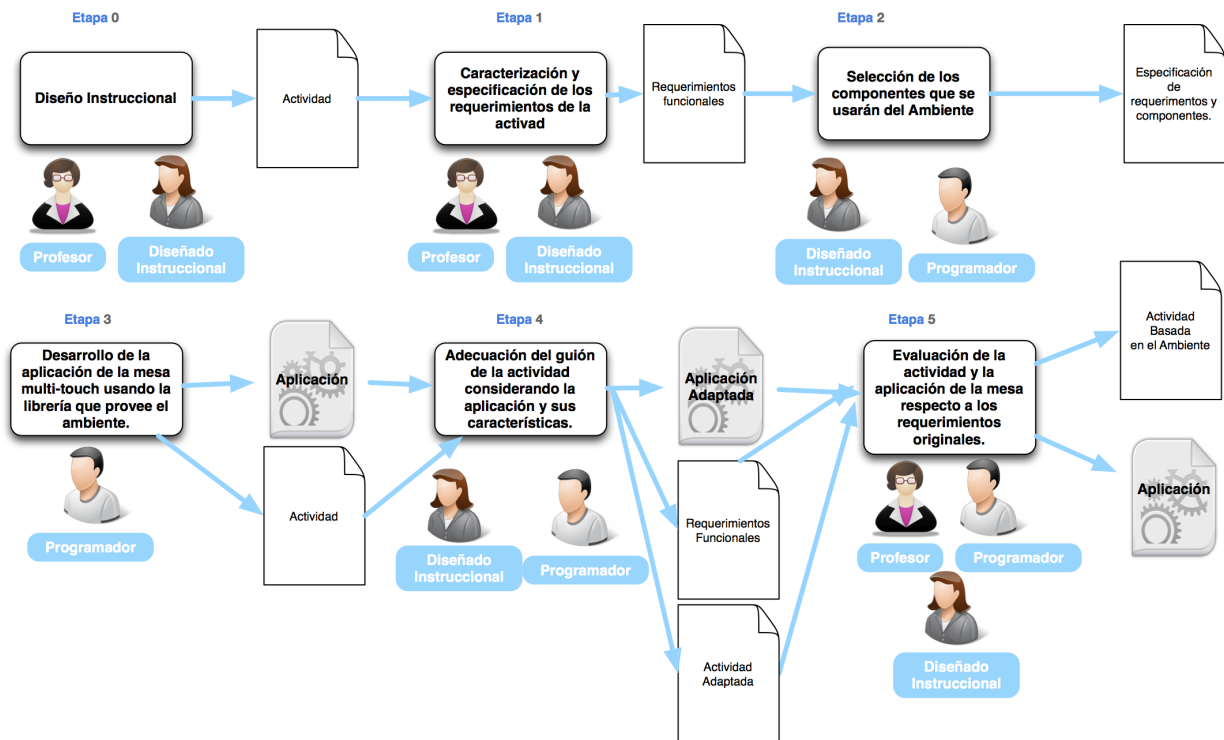 Etapa 0
Etapa 1
Etapa 2
Diseño Instruccional
Actividad
Caracterización y
especificación de los
requerimientos de la
activad
Requerimientos
funcionales
Selección de los
componentes que se
usarán del Ambiente
Especificación
de
requerimentos y
componentes.
Profesor
Diseñado
Instruccional
Profesor
Diseñado
Instruccional
Diseñado
Instruccional
Programador
Etapa 3
Etapa 4
Etapa 5
Desarrollo de la
aplicación de la mesa
multi-touch usando la
librería que provee el
ambiente.
Aplicación
Adecuación del guión
de la actividad
considerando la
aplicación y sus
características.
Aplicación
Adaptada
Evaluación de la
actividad y la
aplicación de la mesa
respecto a los
requerimientos
originales.
Actividad
Basada
en el Ambiente
Aplicación
Programador
Actividad
Diseñado
Instruccional
Programador
Requerimientos
Funcionales
Profesor
Programador
Diseñado
Instruccional
Actividad
Adaptada